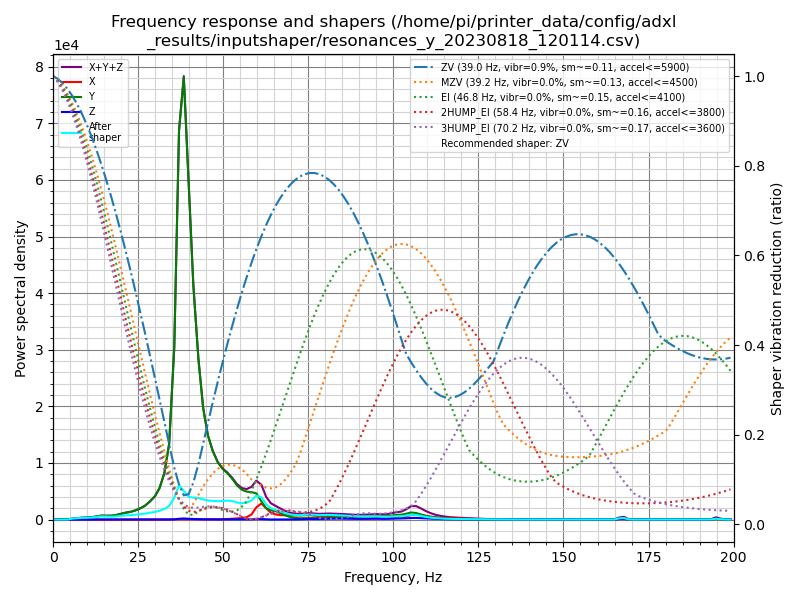 Frequency response and shapers (/home/pi/printer_data/config/adxl
_results/inputshaper/resonances_y_20230818_120114.csv)
1e4
X+Y+Z
X
Y
Z
After
shaper
ZV (39.0 Hz, vibr=0.9%, sm~=0.11, accel<=5900)
MZV (39.2 Hz, vibr=0.0%, sm~=0.13, accel<=4500)
EI (46.8 Hz, vibr=0.0%, sm~=0.15, accel<=4100)
2HUMP_EI (58.4 Hz, vibr=0.0%, sm~=0.16, accel<=3800)
3HUMP_EI (70.2 Hz, vibr=0.0%, sm~=0.17, accel<=3600)
Recommended shaper: ZV
8
7
6
5
4
3
2
1
0
Power spectral density
1.0
0.8
0.6
0.4
0.2
0.0
Shaper vibration reduction (ratio)
0 25 50 75 100 125 150 175 200
Frequency, Hz